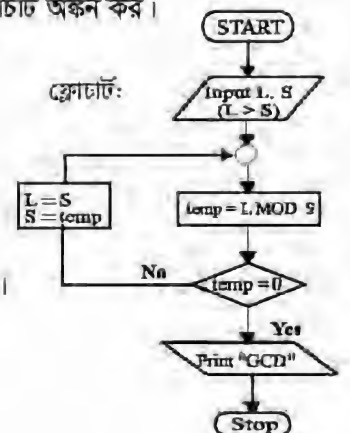 অঙ্কন কর।
START
ফ্লোচার্ট:
Input L, S
(L > S)
L = S
S = temp
temp = L MOD S
No
temp = 0
।
Yes
Print "GCD"
Stop